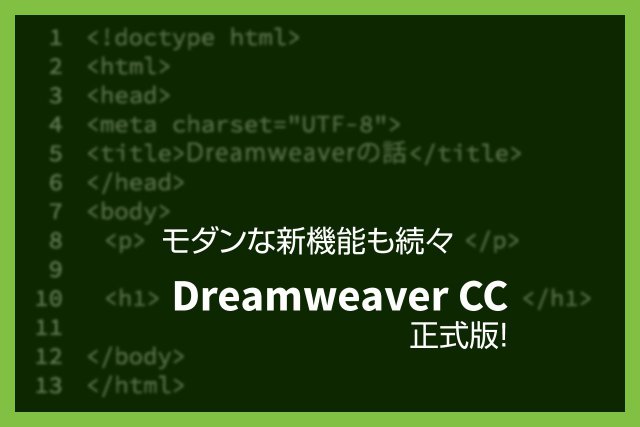 1 <!doctype html>
2 <html>
3 <head>
4 <meta charset="UTF-8">
5 <title>Dreamweaverの話</title>
6 </head>
7 <body>
8 <p> モダンな新機能も続々 </p>
9
10 <h1> Dreamweaver CC </h1>
11 正式版!
12 </body>
13 </html>